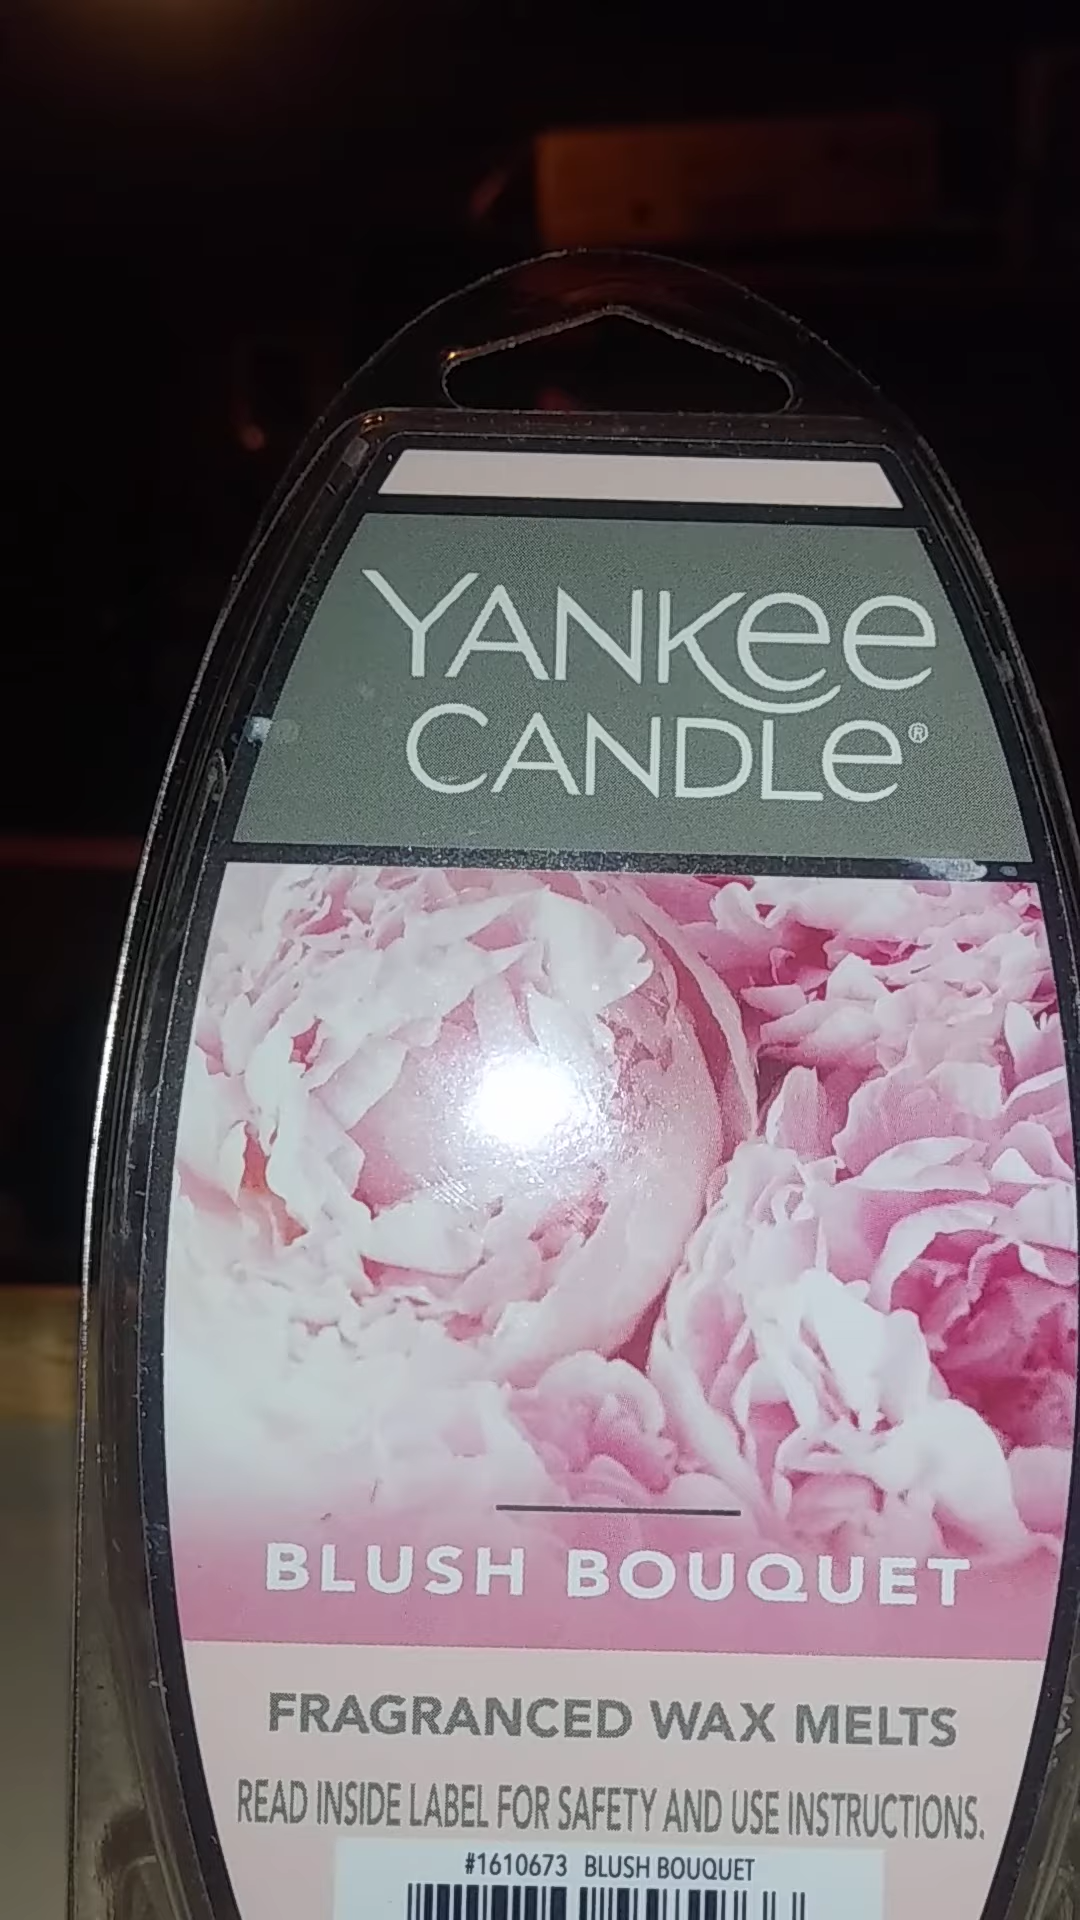 YANKEE
CANDLE®
BLUSH BOUQUET
FRAGRANCED WAX MELTS
READ INSIDE LABEL FOR SAFETY AND USE INSTRUCTIONS.
#1610673 BLUSH BOUQUET